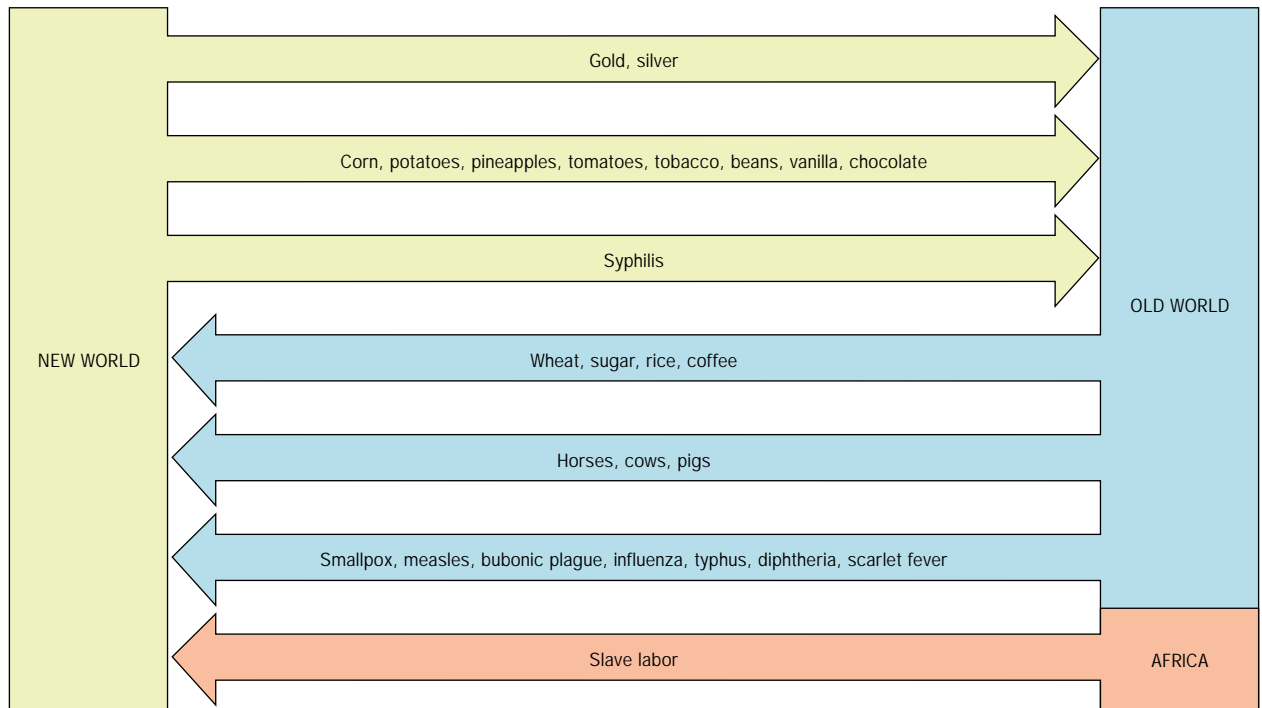 Gold, silver
Corn, potatoes, pineapples, tomatoes, tobacco, beans, vanilla, chocolate
Syphilis
OLD WORLD
NEW WORLD
Wheat, sugar, rice, coffee
Horses, cows, pigs
Smallpox, measles, bubonic plague, influenza, typhus, diphtheria, scarlet fever
Slave labor
AFRICA